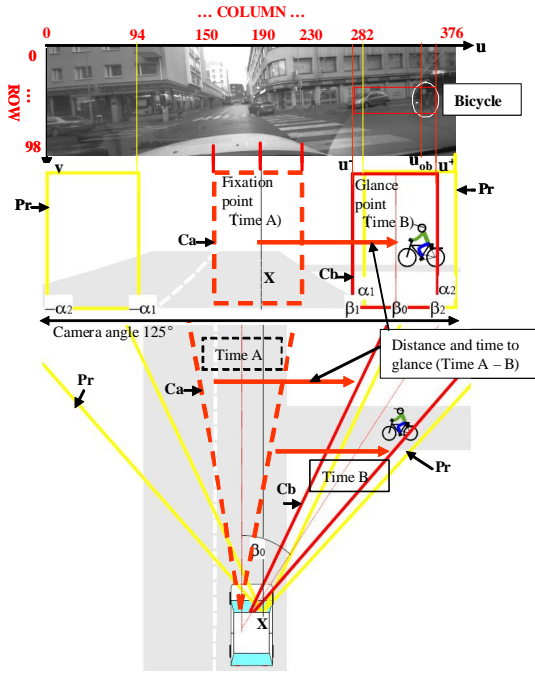 ... COLUMN ...
0 94 150 190 230 282 376
u
0
... ROW
98
v
Bicycle
u⁻ u_ob u⁺
Pr
Fixation
point
Time A)
Glance
point
Time B)
Pr
Ca
X
Cb
α1 α2
−α2 −α1 β1 β0 β2
Camera angle 125°
Time A
Distance and time to
glance (Time A – B)
Ca
Pr
Pr
Time B
Cb
β0
X